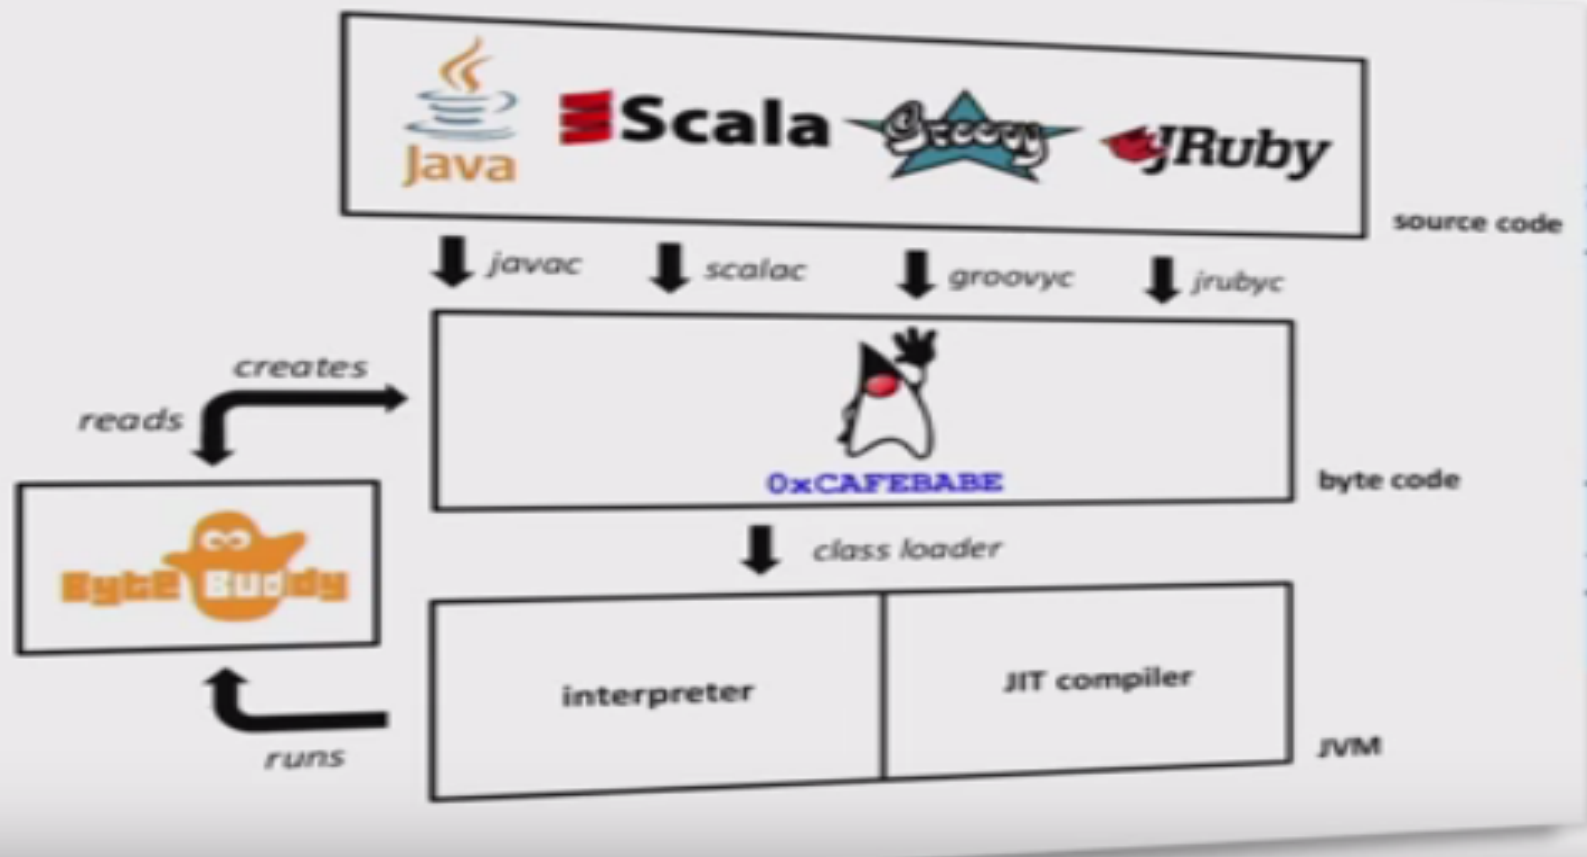 Java
Scala
Groovy
JRuby
source code
javac
scalac
groovyc
jrubyc
creates
reads
0xCAFEBABE
byte code
Byte Buddy
class loader
interpreter
JIT compiler
JVM
runs